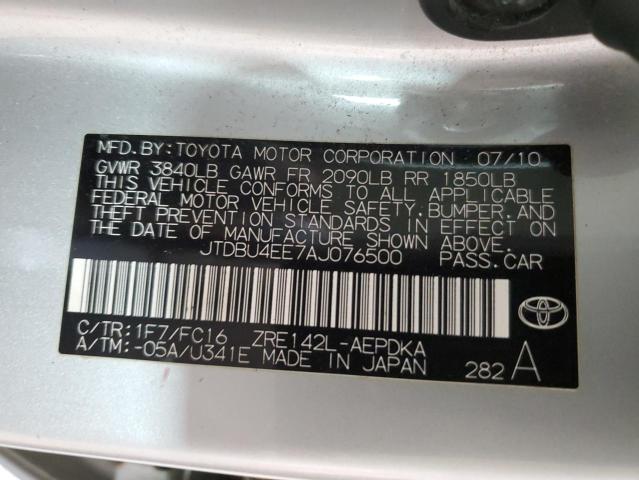 MFD. BY: TOYOTA MOTOR CORPORATION 07/10
GVWR 3840LB GAWR FR 2090LB RR 1850LB
THIS VEHICLE CONFORMS TO ALL APPLICABLE
FEDERAL MOTOR VEHICLE SAFETY, BUMPER, AND
THEFT PREVENTION STANDARDS IN EFFECT ON
THE DATE OF MANUFACTURE SHOWN ABOVE.
JTDBU4EE7AJ076500 PASS. CAR
C/TR: 1F7/FC16 ZRE142L-AEPDKA
A/TM: -05A/U341E MADE IN JAPAN 282 A